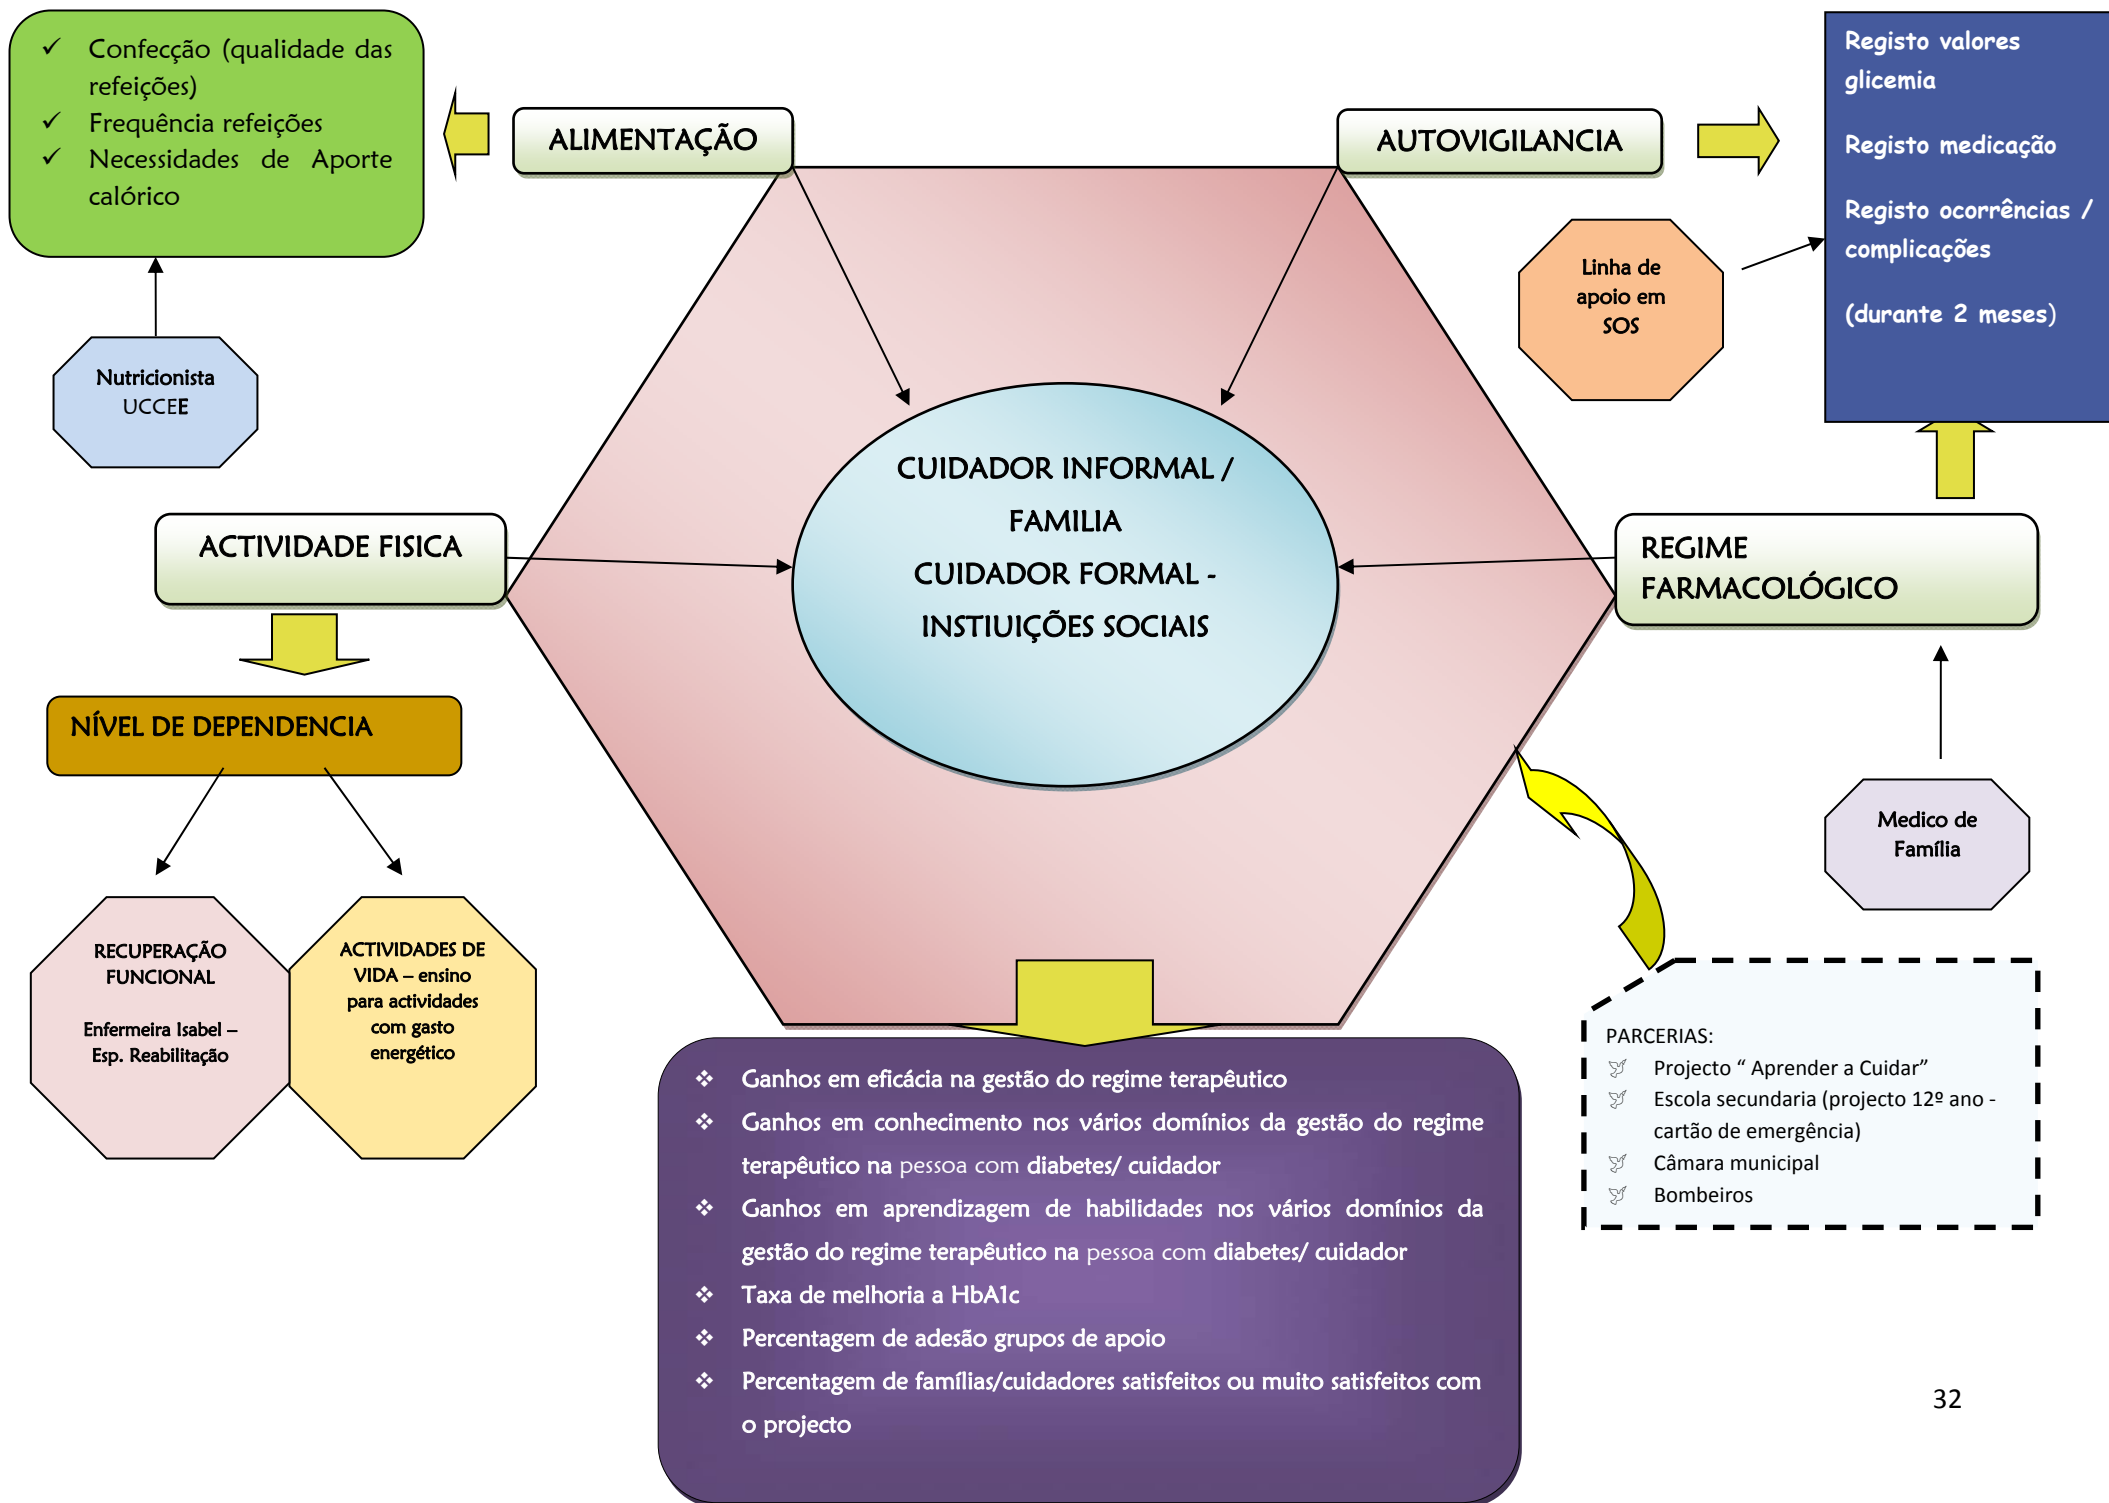 Confecção (qualidade das
refeições)
Frequência refeições
Necessidades de Aporte
calórico
ALIMENTAÇÃO
AUTOVIGILANCIA
Registo valores
glicemia
Registo medicação
Registo ocorrências /
complicações
(durante 2 meses)
Linha de
apoio em
SOS
Nutricionista
UCCEE
CUIDADOR INFORMAL /
FAMILIA
CUIDADOR FORMAL -
INSTIUIÇÕES SOCIAIS
ACTIVIDADE FISICA
REGIME
FARMACOLÓGICO
NÍVEL DE DEPENDENCIA
Medico de
Família
RECUPERAÇÃO
FUNCIONAL
Enfermeira Isabel –
Esp. Reabilitação
ACTIVIDADES DE
VIDA – ensino
para actividades
com gasto
energético
PARCERIAS:
Projecto “ Aprender a Cuidar”
Escola secundaria (projecto 12º ano -
cartão de emergência)
Câmara municipal
Bombeiros
Ganhos em eficácia na gestão do regime terapêutico
Ganhos em conhecimento nos vários domínios da gestão do regime
terapêutico na pessoa com diabetes/ cuidador
Ganhos em aprendizagem de habilidades nos vários domínios da
gestão do regime terapêutico na pessoa com diabetes/ cuidador
Taxa de melhoria a HbA1c
Percentagem de adesão grupos de apoio
Percentagem de famílias/cuidadores satisfeitos ou muito satisfeitos com
o projecto
32